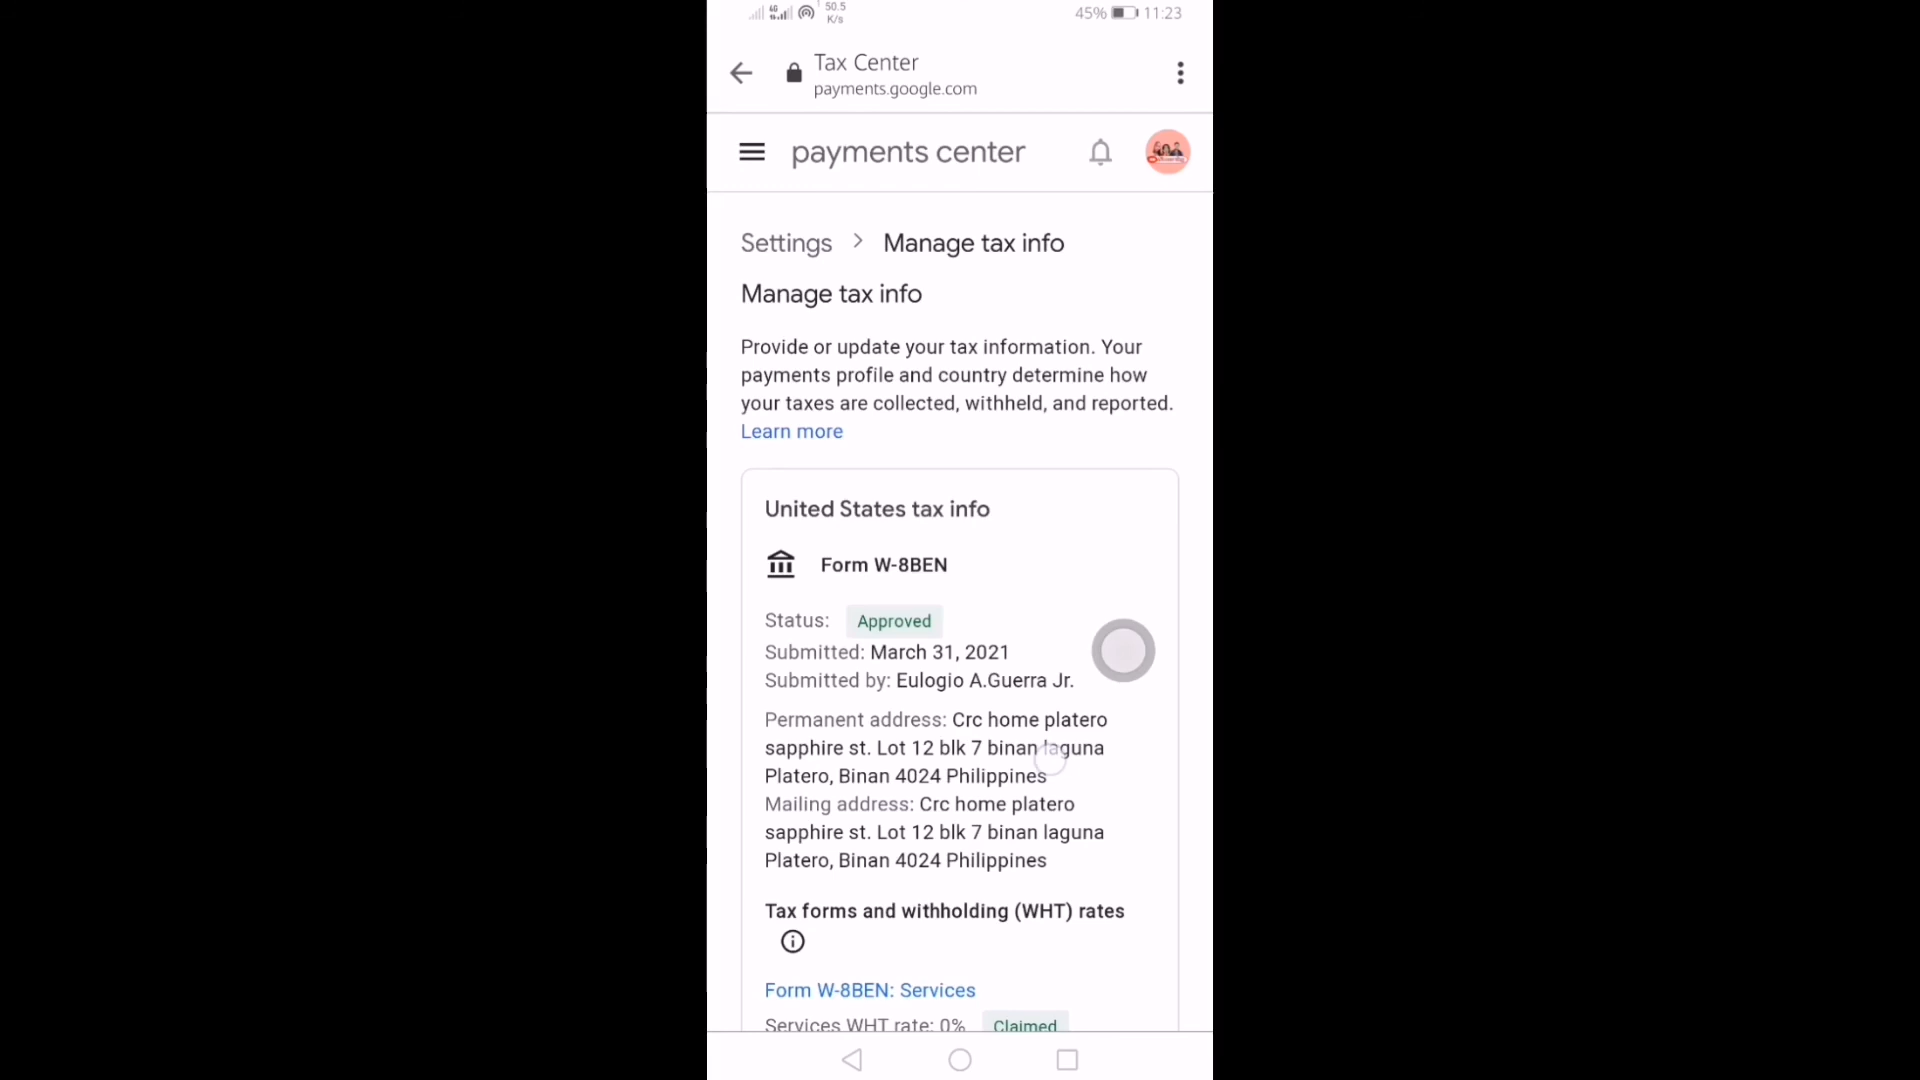 4G
50.5
K/s
45%
11:23
Tax Center
payments.google.com
payments center
Settings > Manage tax info
Manage tax info
Provide or update your tax information. Your
payments profile and country determine how
your taxes are collected, withheld, and reported.
Learn more
United States tax info
Form W-8BEN
Status: Approved
Submitted: March 31, 2021
Submitted by: Eulogio A.Guerra Jr.
Permanent address: Crc home platero
sapphire st. Lot 12 blk 7 binan laguna
Platero, Binan 4024 Philippines
Mailing address: Crc home platero
sapphire st. Lot 12 blk 7 binan laguna
Platero, Binan 4024 Philippines
Tax forms and withholding (WHT) rates
Form W-8BEN: Services
Services WHT rate: 0% Claimed